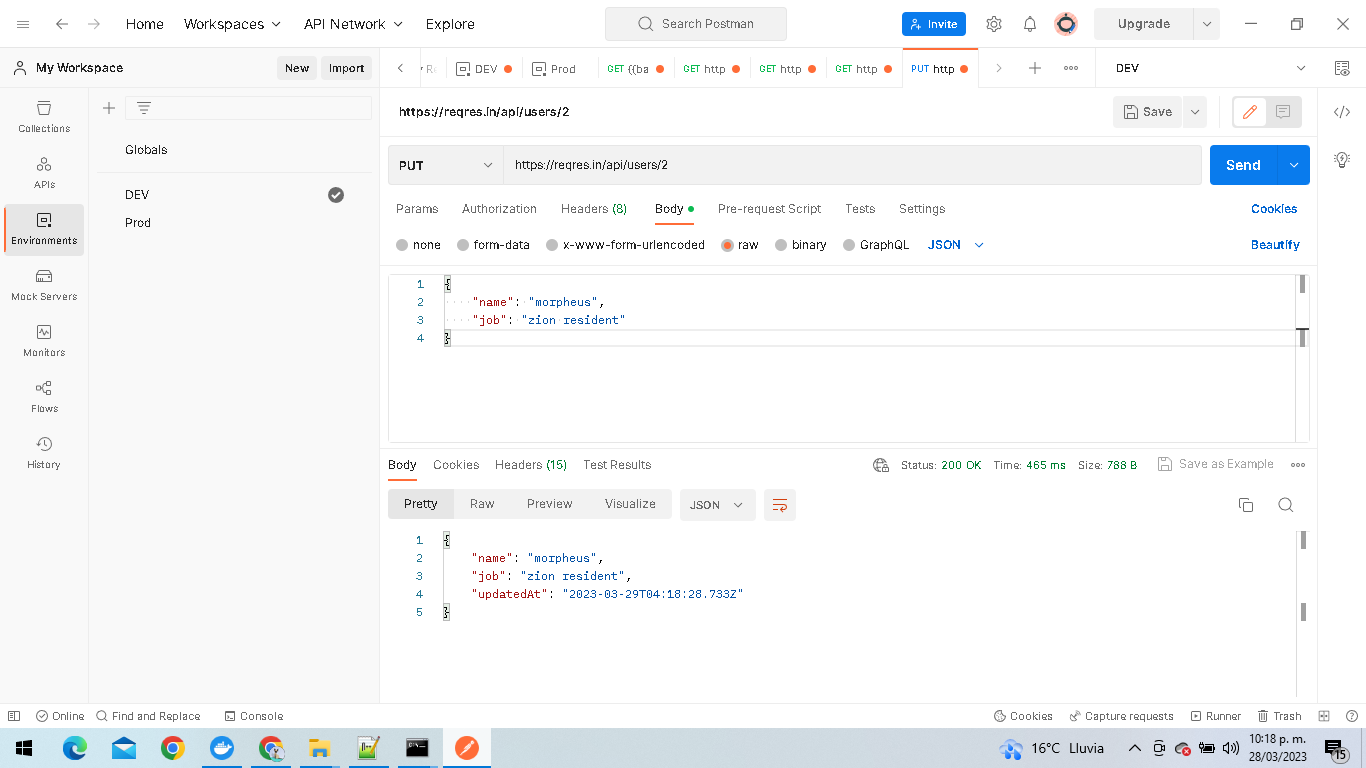 Home Workspaces API Network Explore Search Postman Invite Upgrade
My Workspace New Import DEV Prod GET {{ba GET http GET http GET http PUT http DEV
https://reqres.in/api/users/2 Save
Collections
Globals
PUT https://reqres.in/api/users/2 Send
APIs
DEV
Params Authorization Headers (8) Body Pre-request Script Tests Settings Cookies
Prod
Environments
none form-data x-www-form-urlencoded raw binary GraphQL JSON Beautify
1 {
Mock Servers
2 "name": "morpheus",
3 "job": "zion resident"
4 }
Monitors
Flows
History
Body Cookies Headers (15) Test Results Status: 200 OK Time: 465 ms Size: 788 B Save as Example
Pretty Raw Preview Visualize JSON
1 {
2 "name": "morpheus",
3 "job": "zion resident",
4 "updatedAt": "2023-03-29T04:18:28.733Z"
5 }
Online Find and Replace Console Cookies Capture requests Runner Trash
16°C Lluvia 10:18 p. m.
28/03/2023
15